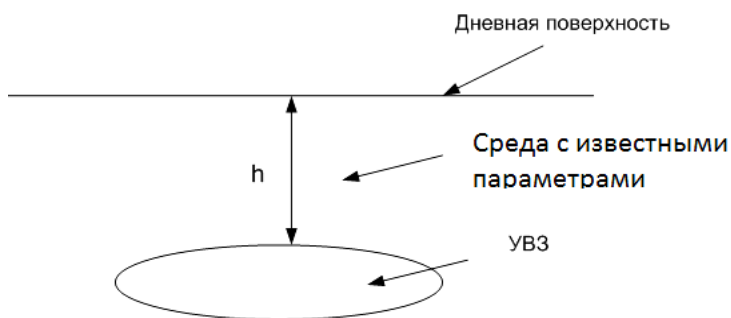 Дневная поверхность
h
Среда с известными
параметрами
УВЗ